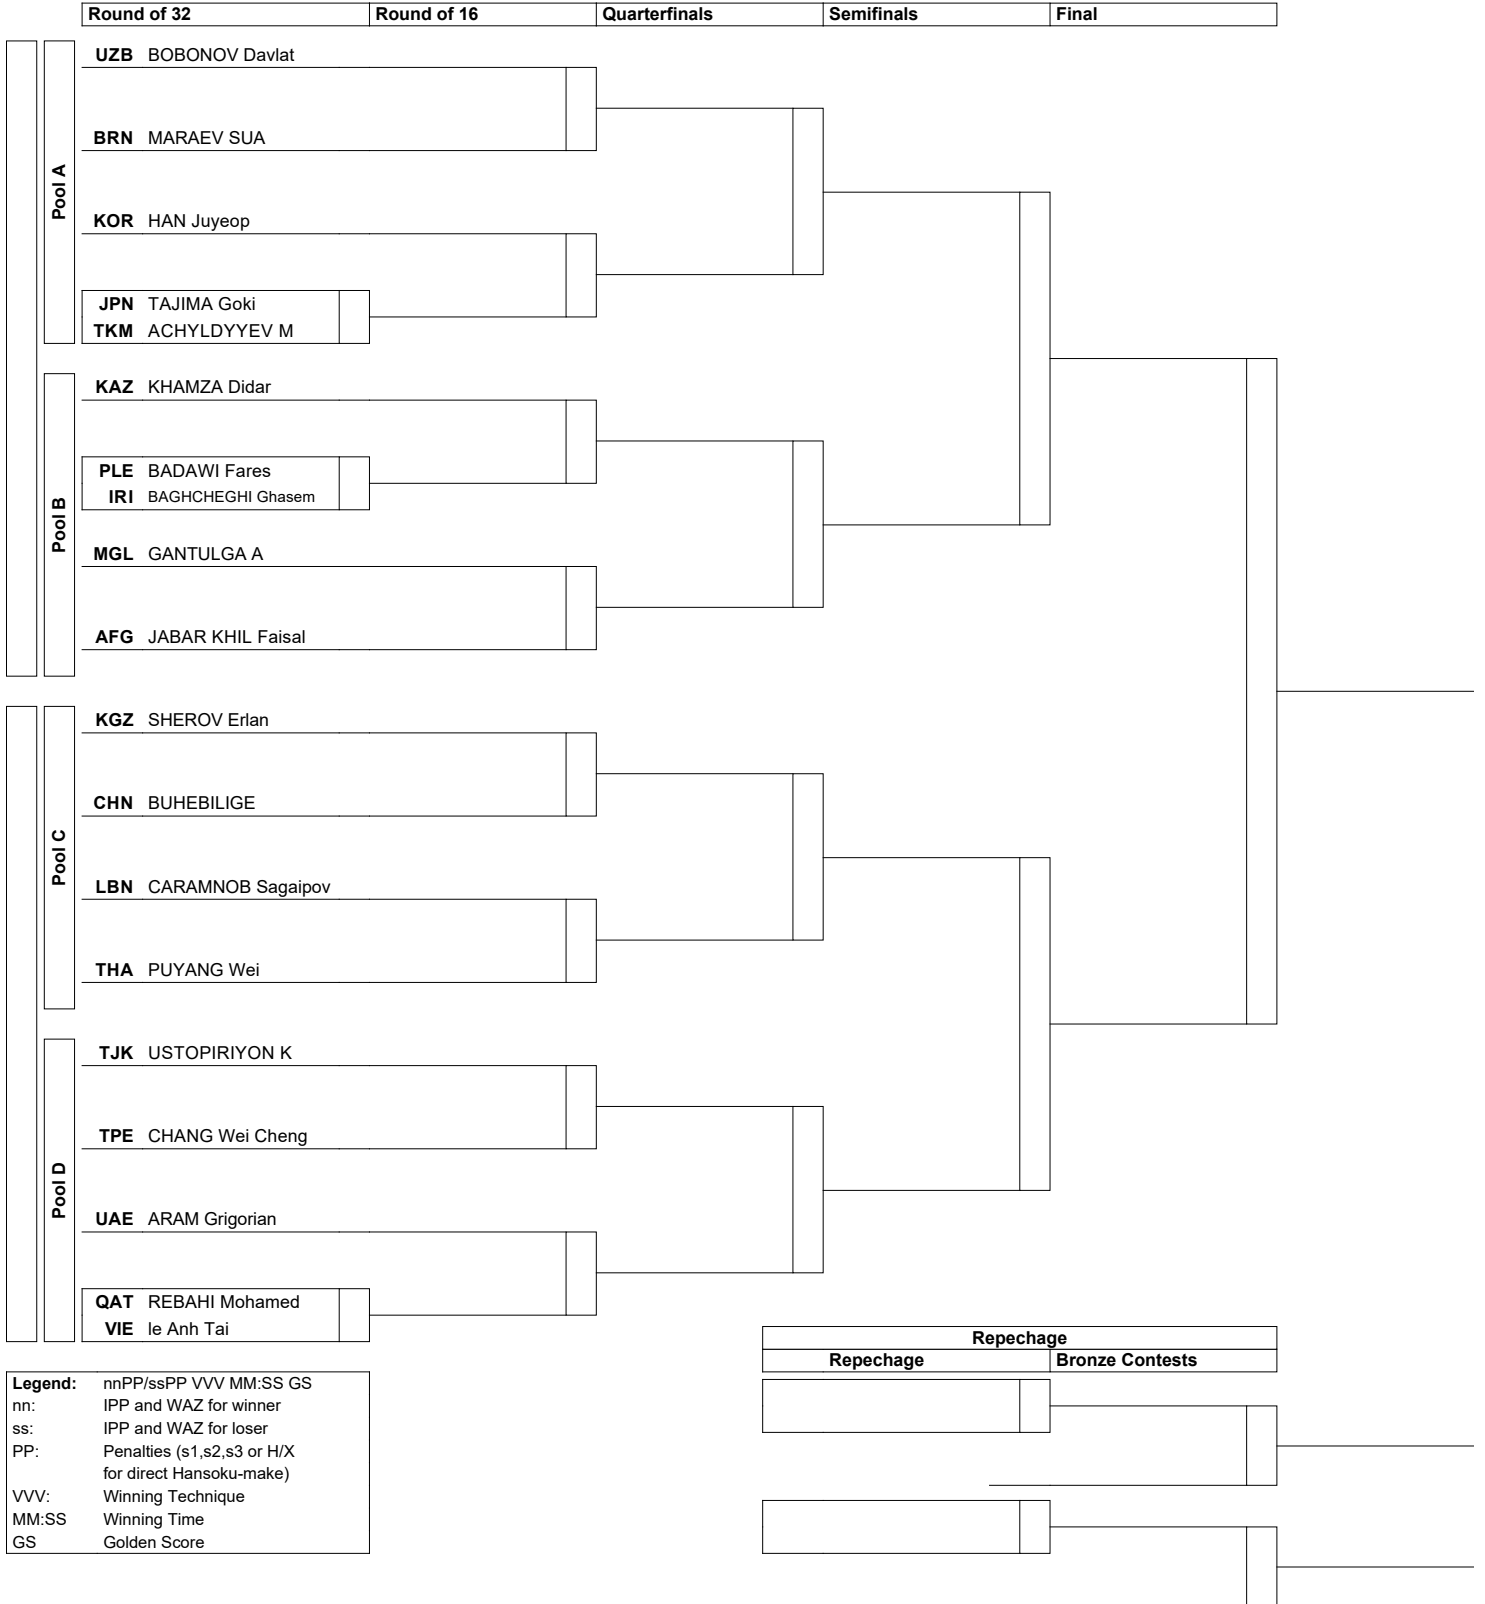 Round of 32 Round of 16 Quarterfinals Semifinals Final
Pool A
UZB BOBONOV Davlat
BRN MARAEV SUA
KOR HAN Juyeop
JPN TAJIMA Goki
TKM ACHYLDYYEV M
Pool B
KAZ KHAMZA Didar
PLE BADAWI Fares
IRI BAGHCHEGHI Ghasem
MGL GANTULGA A
AFG JABAR KHIL Faisal
Pool C
KGZ SHEROV Erlan
CHN BUHEBILIGE
LBN CARAMNOB Sagaipov
THA PUYANG Wei
Pool D
TJK USTOPIRIYON K
TPE CHANG Wei Cheng
UAE ARAM Grigorian
QAT REBAHI Mohamed
VIE le Anh Tai
Repechage
Repechage Bronze Contests
Legend: nnPP/ssPP VVV MM:SS GS
nn: IPP and WAZ for winner
ss: IPP and WAZ for loser
PP: Penalties (s1,s2,s3 or H/X
for direct Hansoku-make)
VVV: Winning Technique
MM:SS Winning Time
GS Golden Score